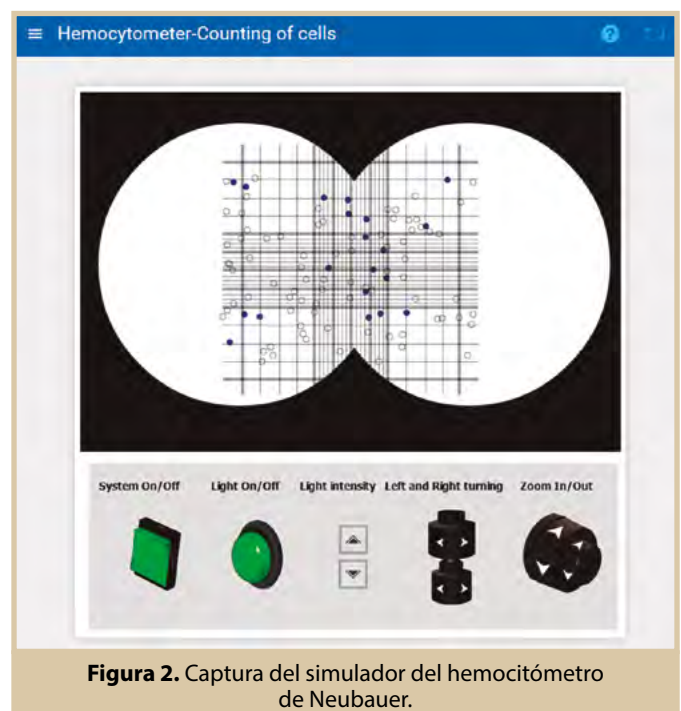 Hemocytometer-Counting of cells
System On/Off Light On/Off Light intensity Left and Right turning Zoom In/Out
Figura 2. Captura del simulador del hemocitómetro
de Neubauer.